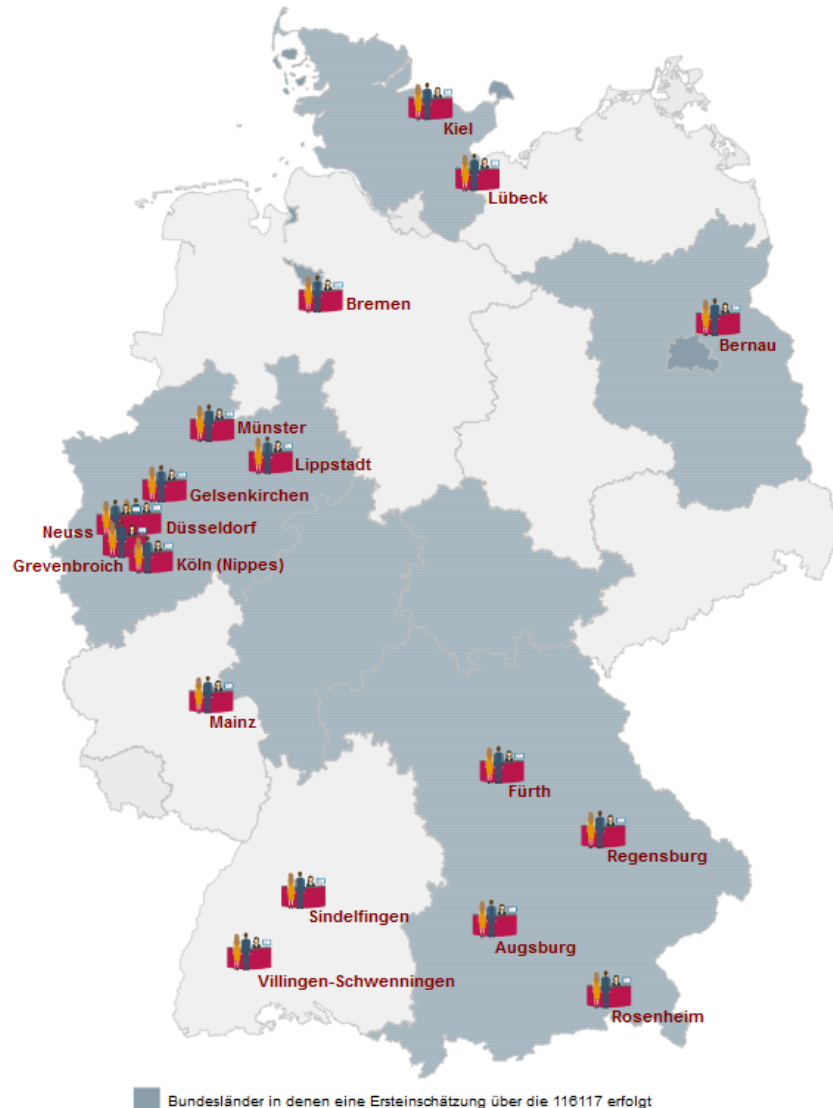 Kiel
Lübeck
Bremen
Bernau
Münster
Lippstadt
Gelsenkirchen
Neuss
Düsseldorf
Grevenbroich
Köln (Nippes)
Mainz
Fürth
Regensburg
Sindelfingen
Augsburg
Villingen-Schwenningen
Rosenheim
Bundesländer in denen eine Ersteinschätzung über die 116117 erfolgt